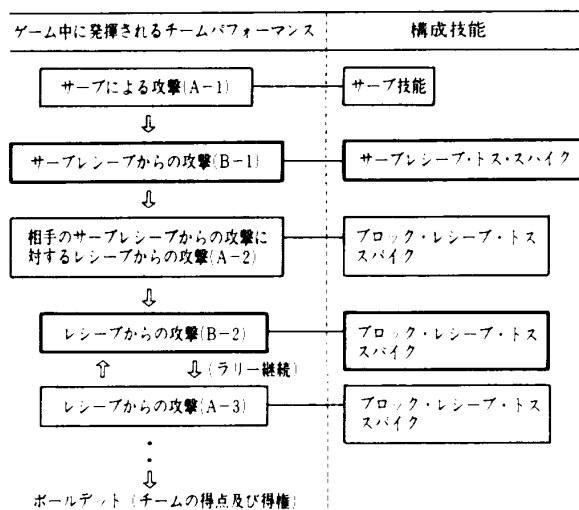 ゲーム中に発揮されるチームパフォーマンス
構成技能
サーブによる攻撃(A-1)
サーブ技能
サーブレシーブからの攻撃(B-1)
サーブレシーブ・トス・スパイク
相手のサーブレシーブからの攻撃に
対するレシーブからの攻撃(A-2)
ブロック・レシーブ・トス
スパイク
レシーブからの攻撃(B-2)
ブロック・レシーブ・トス
スパイク
(ラリー継続)
レシーブからの攻撃(A-3)
ブロック・レシーブ・トス
スパイク
ボールデット(チームの得点及び得権)